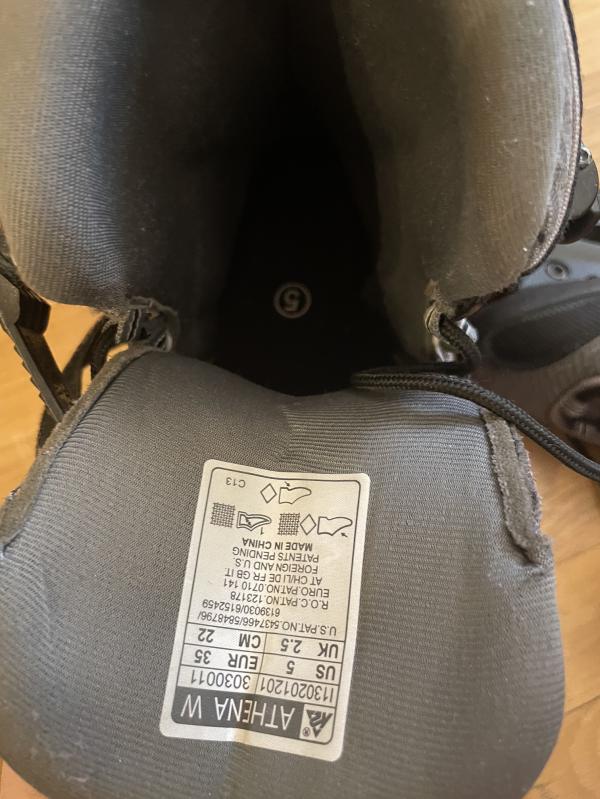 5
ATHENA W ®
I130201201 3030011
US 5 EUR 35
UK 2.5 CM 22
U.S.PAT.NO.5437466/5848796/
6139030/6152459
R.O.C.PAT.NO.123178
EURO.PAT.NO.0710 141
AT CH/LI DE FR GB IT.
FOREIGN AND U.S.
PATENTS PENDING
MADE IN CHINA
1
C13